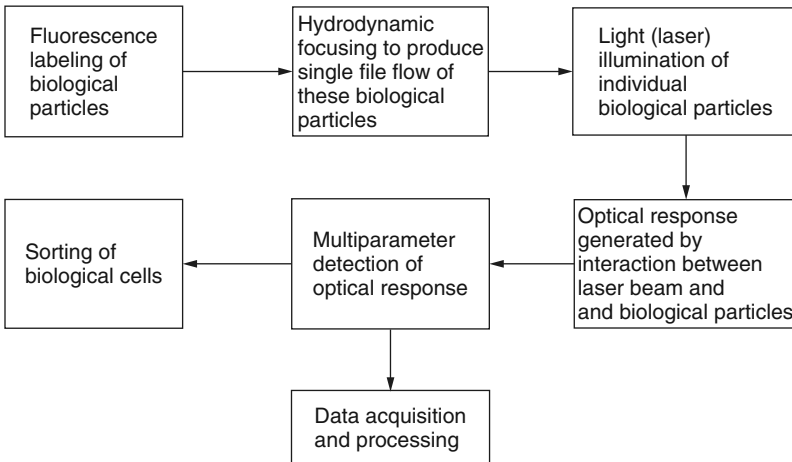 Fluorescence
labeling of
biological
particles
Hydrodynamic
focusing to produce
single file flow of
these biological
particles
Light (laser)
illumination of
individual
biological particles
Optical response
generated by
interaction between
laser beam and
and biological particles
Multiparameter
detection of
optical response
Sorting of
biological cells
Data acquisition
and processing